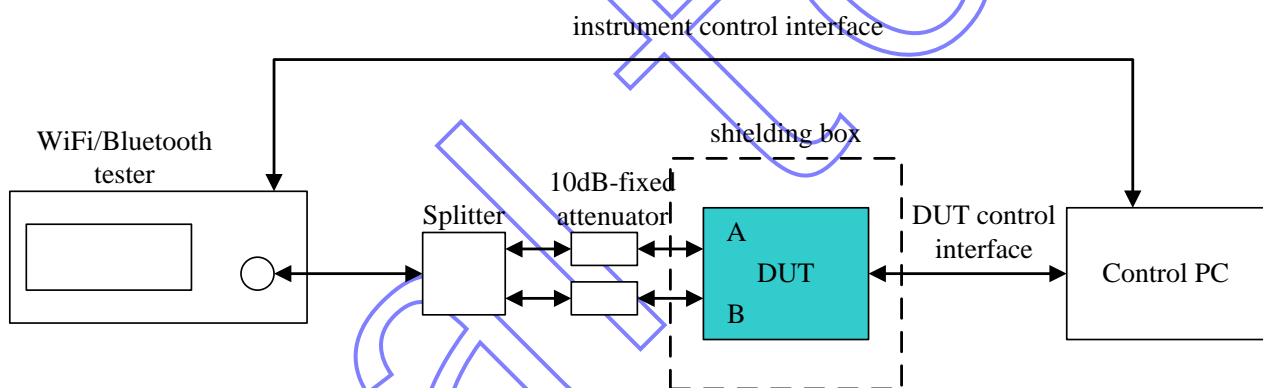 instrument control interface
WiFi/Bluetooth
tester
shielding box
10dB-fixed
attenuator
Splitter
A
DUT
B
DUT control
interface
Control PC